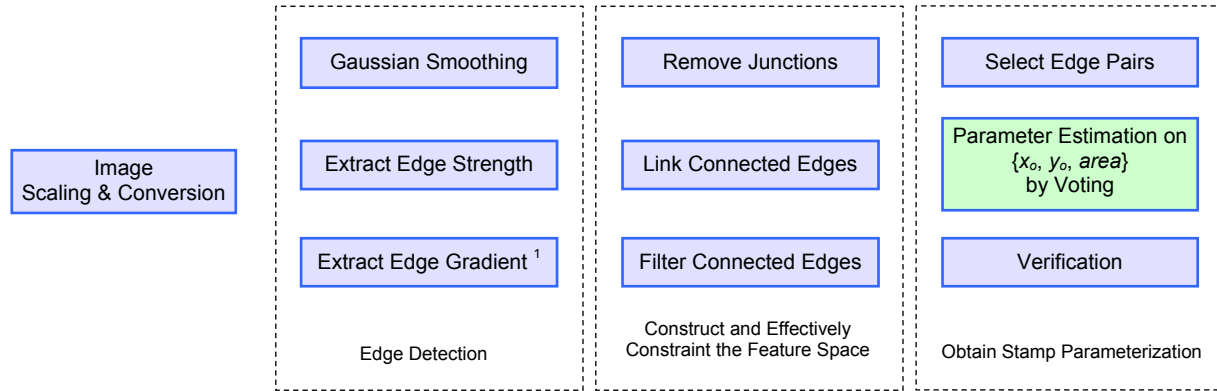 Image
Scaling & Conversion
Gaussian Smoothing
Extract Edge Strength
Extract Edge Gradient ¹
Edge Detection
Remove Junctions
Link Connected Edges
Filter Connected Edges
Construct and Effectively
Constraint the Feature Space
Select Edge Pairs
Parameter Estimation on
{xₒ, yₒ, area}
by Voting
Verification
Obtain Stamp Parameterization